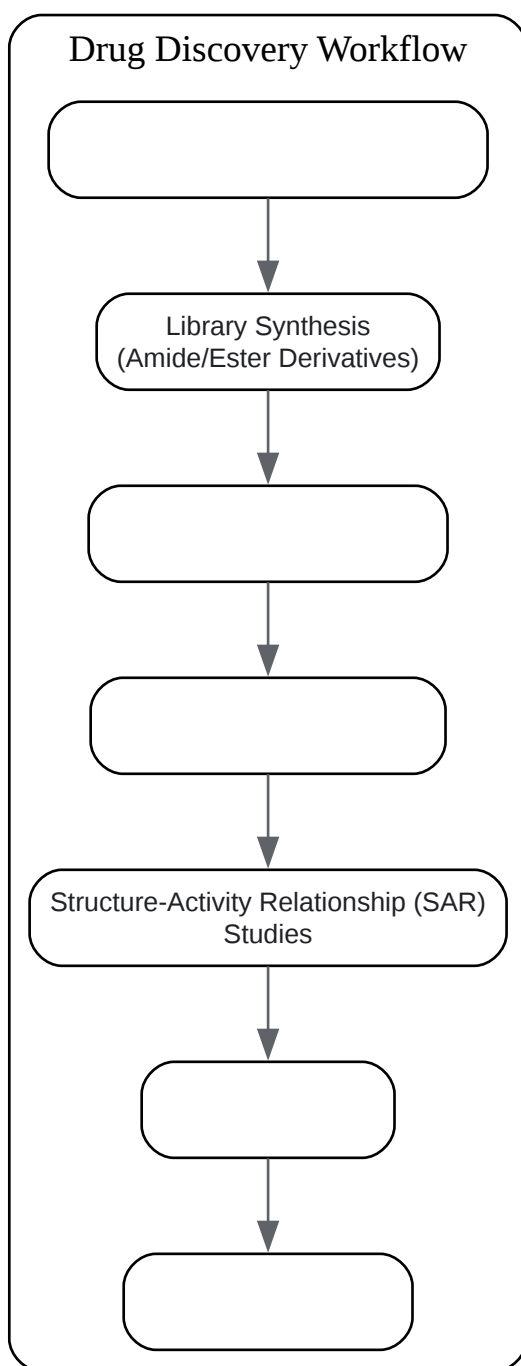 Drug Discovery Workflow
Library Synthesis
(Amide/Ester Derivatives)
Structure-Activity Relationship (SAR)
Studies